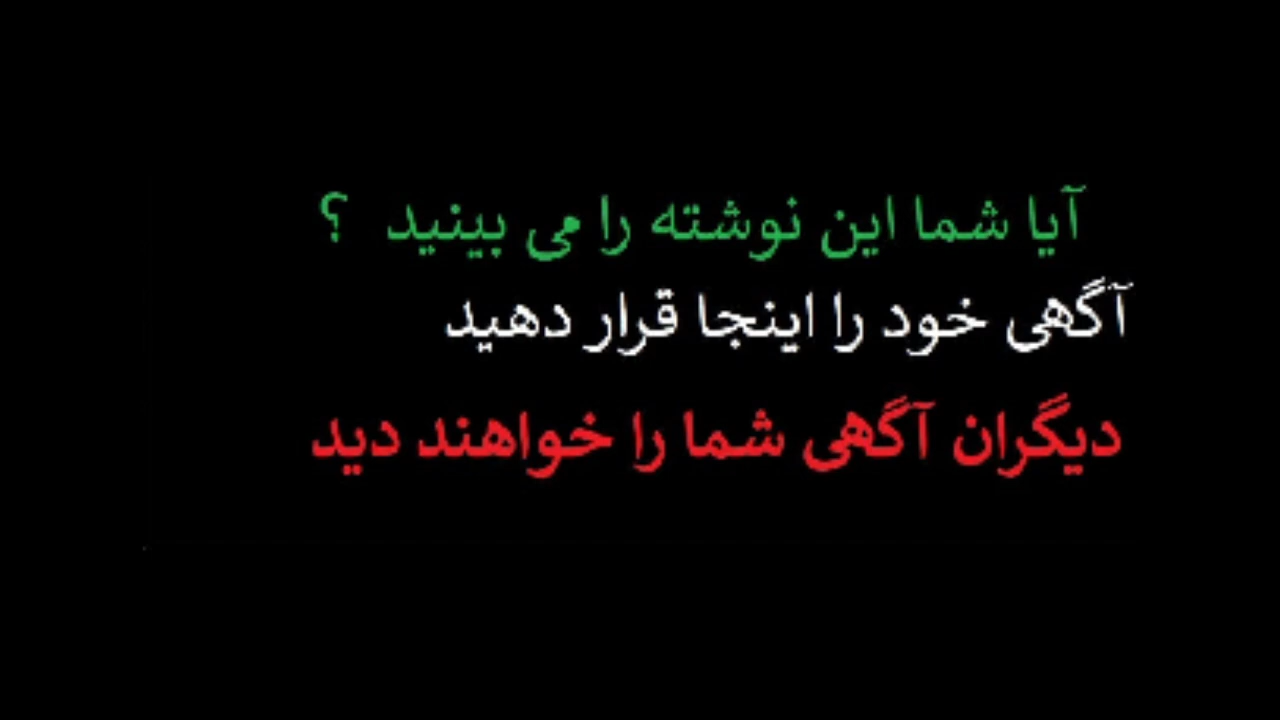 آیا شما این نوشته را می بینید ؟
آگهی خود را اینجا قرار دهید
دیگران آگهی شما را خواهند دید